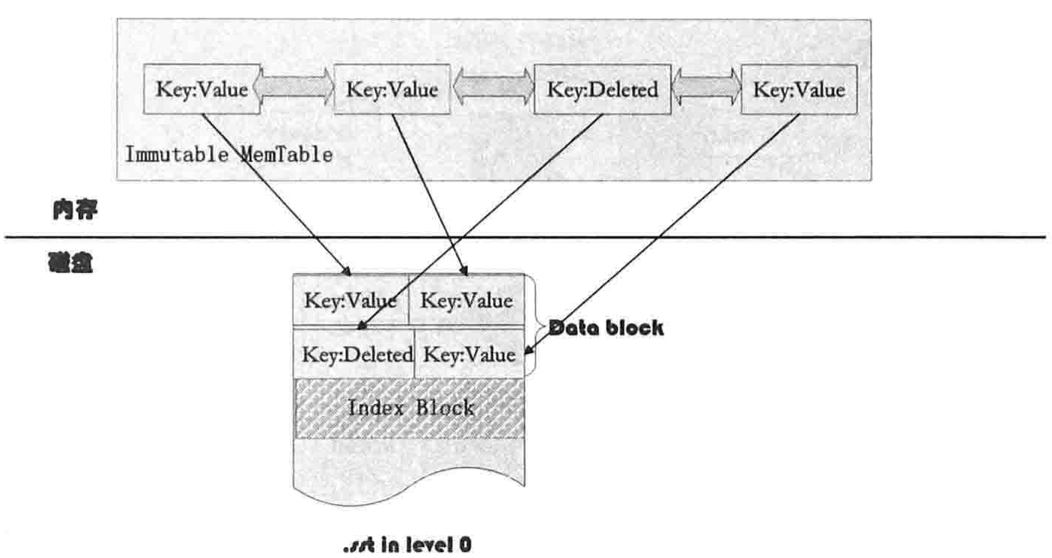 Key:Value Key:Value Key:Deleted Key:Value
Immutable MemTable
内存
磁盘
Key:Value Key:Value
Data block
Key:Deleted Key:Value
Index Block
.sst in level 0